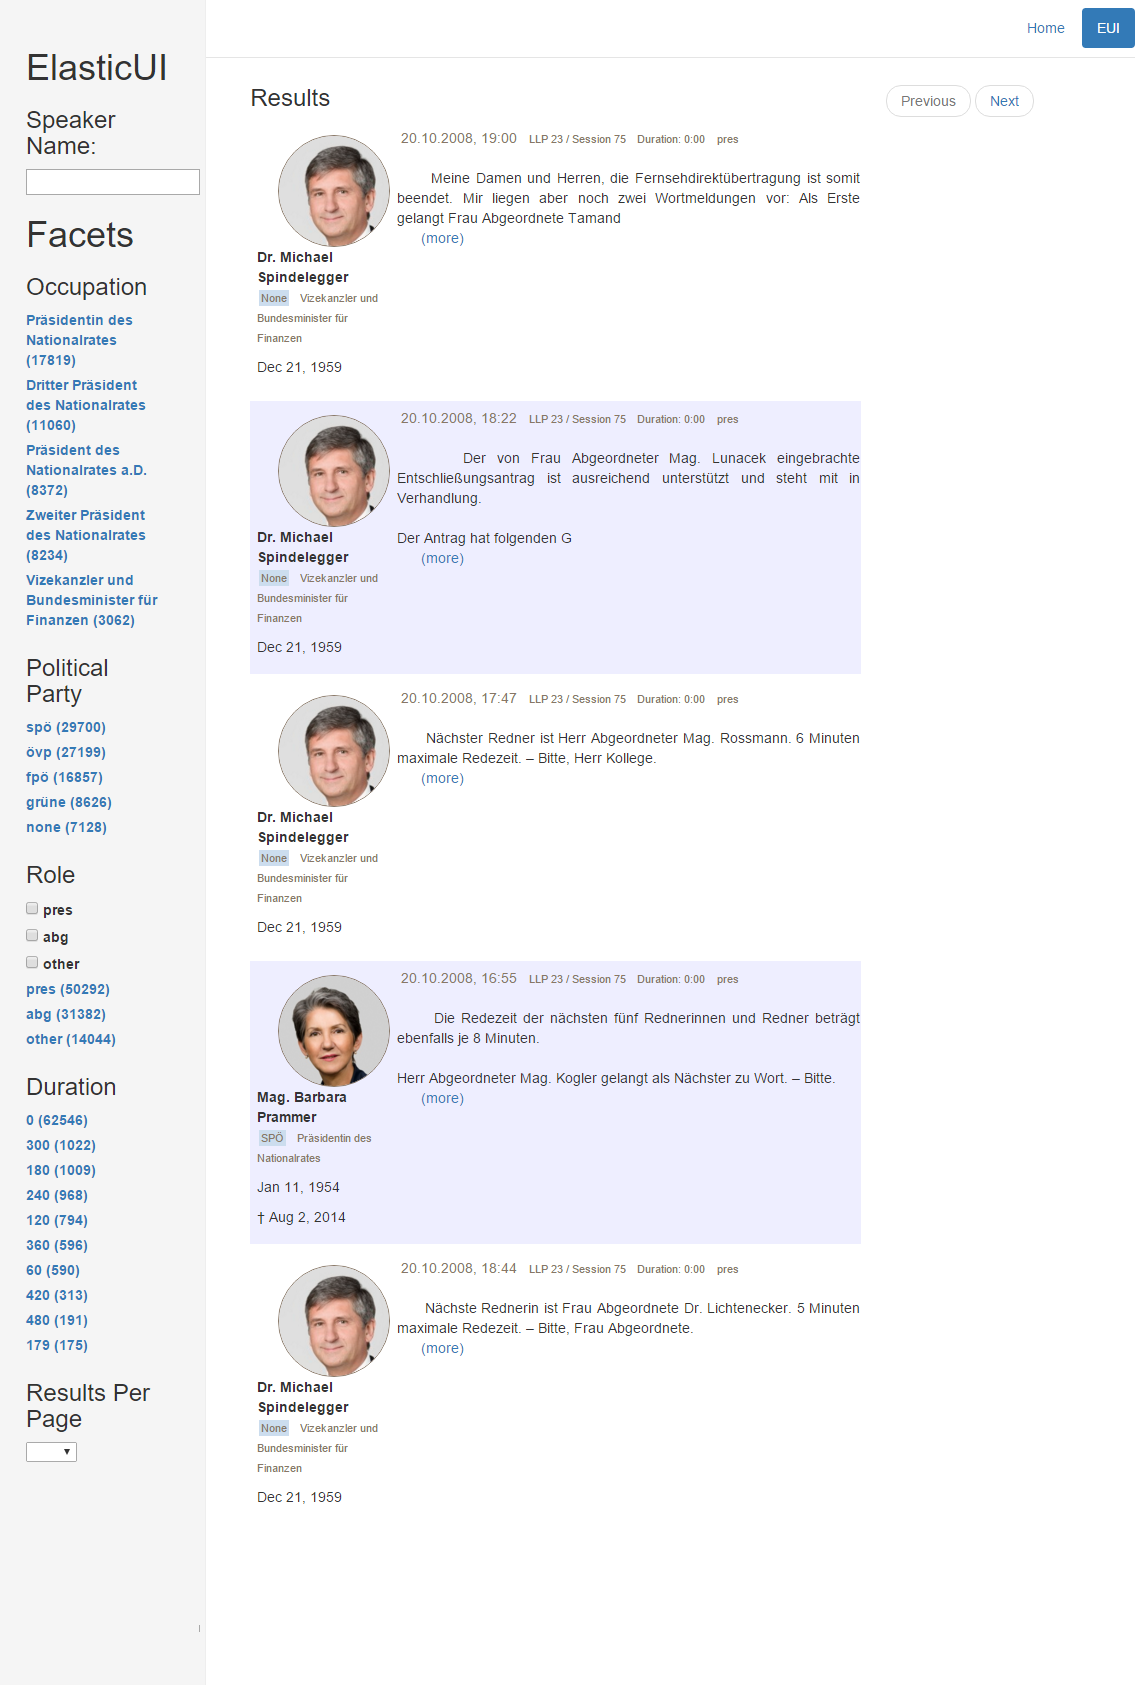 Home
EUI
ElasticUI
Speaker
Name:
Facets
Occupation
Präsidentin des
Nationalrates
(17819)
Dritter Präsident
des Nationalrates
(11060)
Präsident des
Nationalrates a.D.
(8372)
Zweiter Präsident
des Nationalrates
(8234)
Vizekanzler und
Bundesminister für
Finanzen (3062)
Political
Party
spö (29700)
övp (27199)
fpö (16857)
grüne (8626)
none (7128)
Role
pres
abg
other
pres (50292)
abg (31382)
other (14044)
Duration
0 (62546)
300 (1022)
180 (1009)
240 (968)
120 (794)
360 (596)
60 (590)
420 (313)
480 (191)
179 (175)
Results Per
Page
Results
Previous
Next
20.10.2008, 19:00 LLP 23 / Session 75 Duration: 0:00 pres
Meine Damen und Herren, die Fernsehdirektübertragung ist somit
beendet. Mir liegen aber noch zwei Wortmeldungen vor: Als Erste
gelangt Frau Abgeordnete Tamand
(more)
Dr. Michael
Spindelegger
None Vizekanzler und
Bundesminister für
Finanzen
Dec 21, 1959
20.10.2008, 18:22 LLP 23 / Session 75 Duration: 0:00 pres
Der von Frau Abgeordneter Mag. Lunacek eingebrachte
Entschließungsantrag ist ausreichend unterstützt und steht mit in
Verhandlung.
Der Antrag hat folgenden G
(more)
Dr. Michael
Spindelegger
None Vizekanzler und
Bundesminister für
Finanzen
Dec 21, 1959
20.10.2008, 17:47 LLP 23 / Session 75 Duration: 0:00 pres
Nächster Redner ist Herr Abgeordneter Mag. Rossmann. 6 Minuten
maximale Redezeit. – Bitte, Herr Kollege.
(more)
Dr. Michael
Spindelegger
None Vizekanzler und
Bundesminister für
Finanzen
Dec 21, 1959
20.10.2008, 16:55 LLP 23 / Session 75 Duration: 0:00 pres
Die Redezeit der nächsten fünf Rednerinnen und Redner beträgt
ebenfalls je 8 Minuten.
Herr Abgeordneter Mag. Kogler gelangt als Nächster zu Wort. – Bitte.
(more)
Mag. Barbara
Prammer
SPÖ Präsidentin des
Nationalrates
Jan 11, 1954
† Aug 2, 2014
20.10.2008, 18:44 LLP 23 / Session 75 Duration: 0:00 pres
Nächste Rednerin ist Frau Abgeordnete Dr. Lichtenecker. 5 Minuten
maximale Redezeit. – Bitte, Frau Abgeordnete.
(more)
Dr. Michael
Spindelegger
None Vizekanzler und
Bundesminister für
Finanzen
Dec 21, 1959